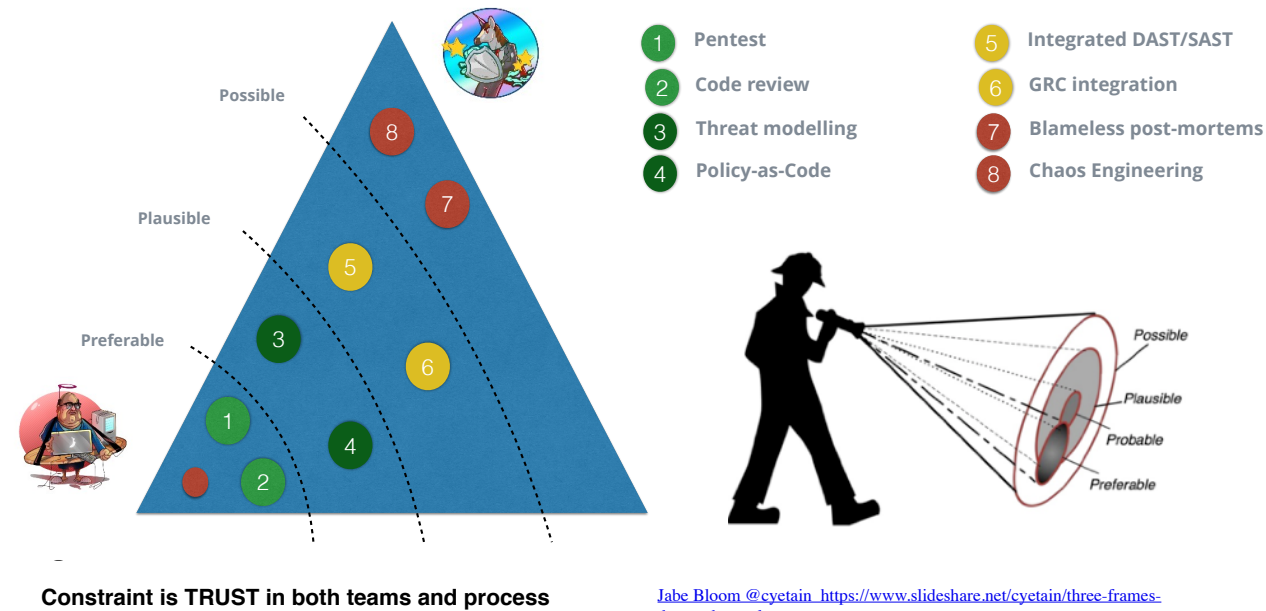 Possible
Plausible
Preferable
8
7
5
3
6
1
4
2
1 Pentest
2 Code review
3 Threat modelling
4 Policy-as-Code
5 Integrated DAST/SAST
6 GRC integration
7 Blameless post-mortems
8 Chaos Engineering
Possible
Plausible
Probable
Preferable
Constraint is TRUST in both teams and process
Jabe Bloom @cyetain https://www.slideshare.net/cyetain/three-frames-